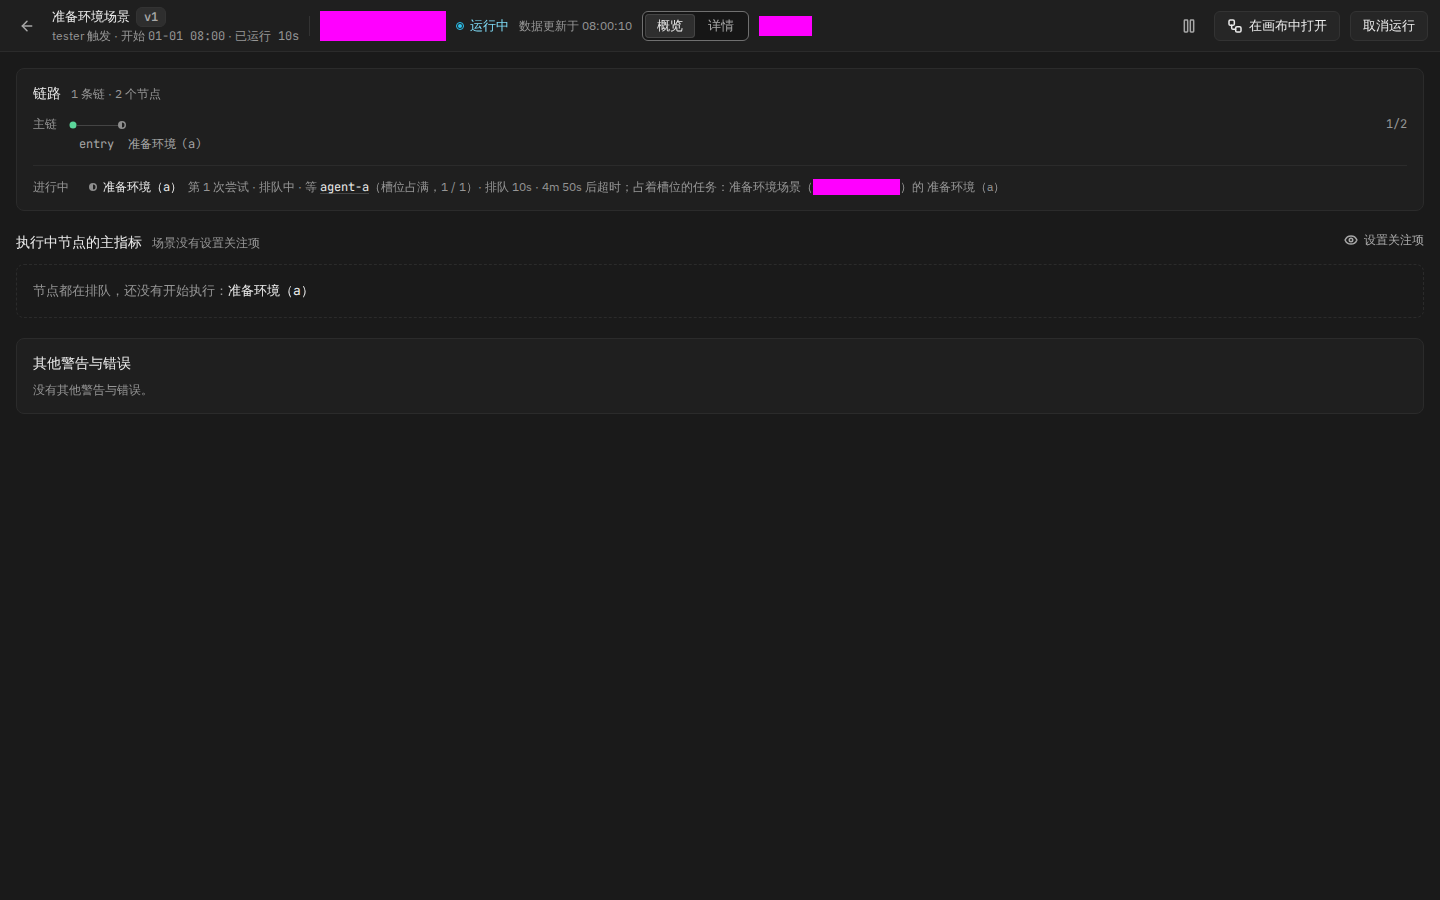 准备环境场景 v1
tester 触发 · 开始 01-01 08:00 · 已运行 10s
运行中 数据更新于 08:00:10 概览 详情
在画布中打开 取消运行
链路 1 条链 · 2 个节点
主链 1/2
entry 准备环境（a）
进行中 准备环境（a） 第 1 次尝试 · 排队中 · 等 agent-a（槽位占满，1 / 1）· 排队 10s · 4m 50s 后超时；占着槽位的任务：准备环境场景（ ）的 准备环境（a）
执行中节点的主指标 场景没有设置关注项 设置关注项
节点都在排队，还没有开始执行：准备环境（a）
其他警告与错误
没有其他警告与错误。